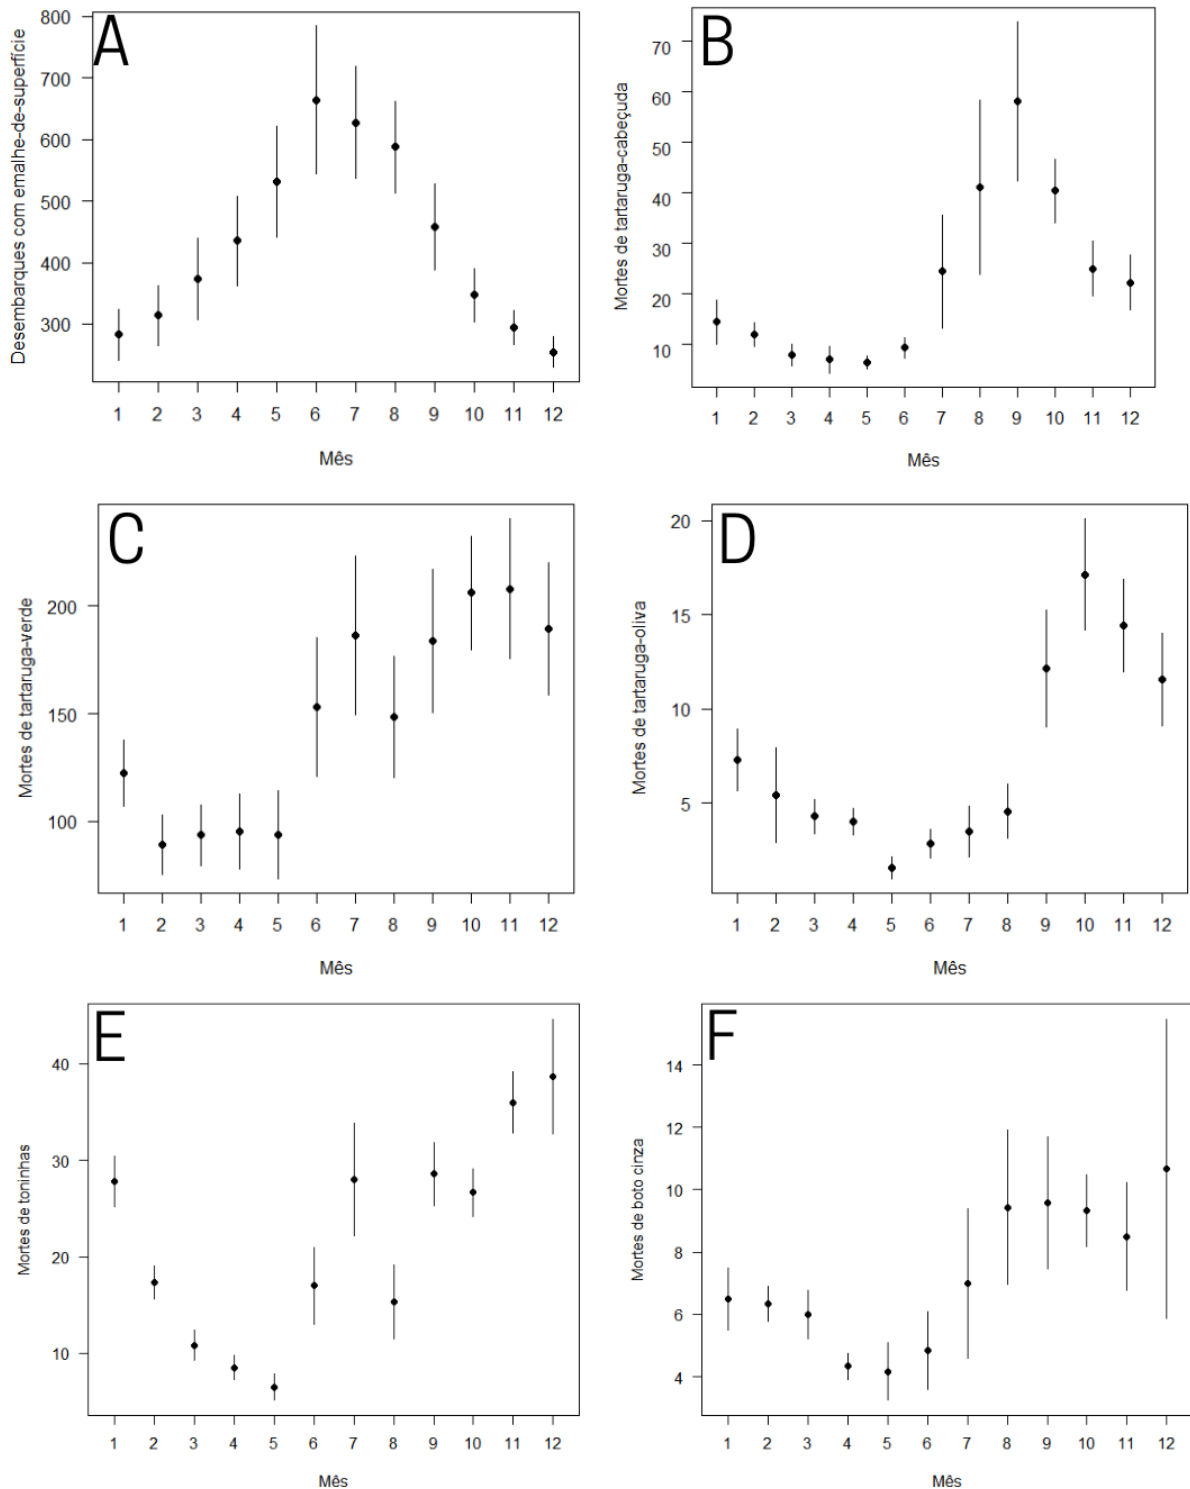 A
Desembarques com emalhe-de-superfície
800
700
600
500
400
300
1 2 3 4 5 6 7 8 9 10 11 12
Mês
B
Mortes de tartaruga-cabeçuda
70
60
50
40
30
20
10
1 2 3 4 5 6 7 8 9 10 11 12
Mês
C
Mortes de tartaruga-verde
200
150
100
1 2 3 4 5 6 7 8 9 10 11 12
Mês
D
Mortes de tartaruga-oliva
20
15
10
5
1 2 3 4 5 6 7 8 9 10 11 12
Mês
E
Mortes de toninhas
40
30
20
10
1 2 3 4 5 6 7 8 9 10 11 12
Mês
F
Mortes de boto cinza
14
12
10
8
6
4
1 2 3 4 5 6 7 8 9 10 11 12
Mês